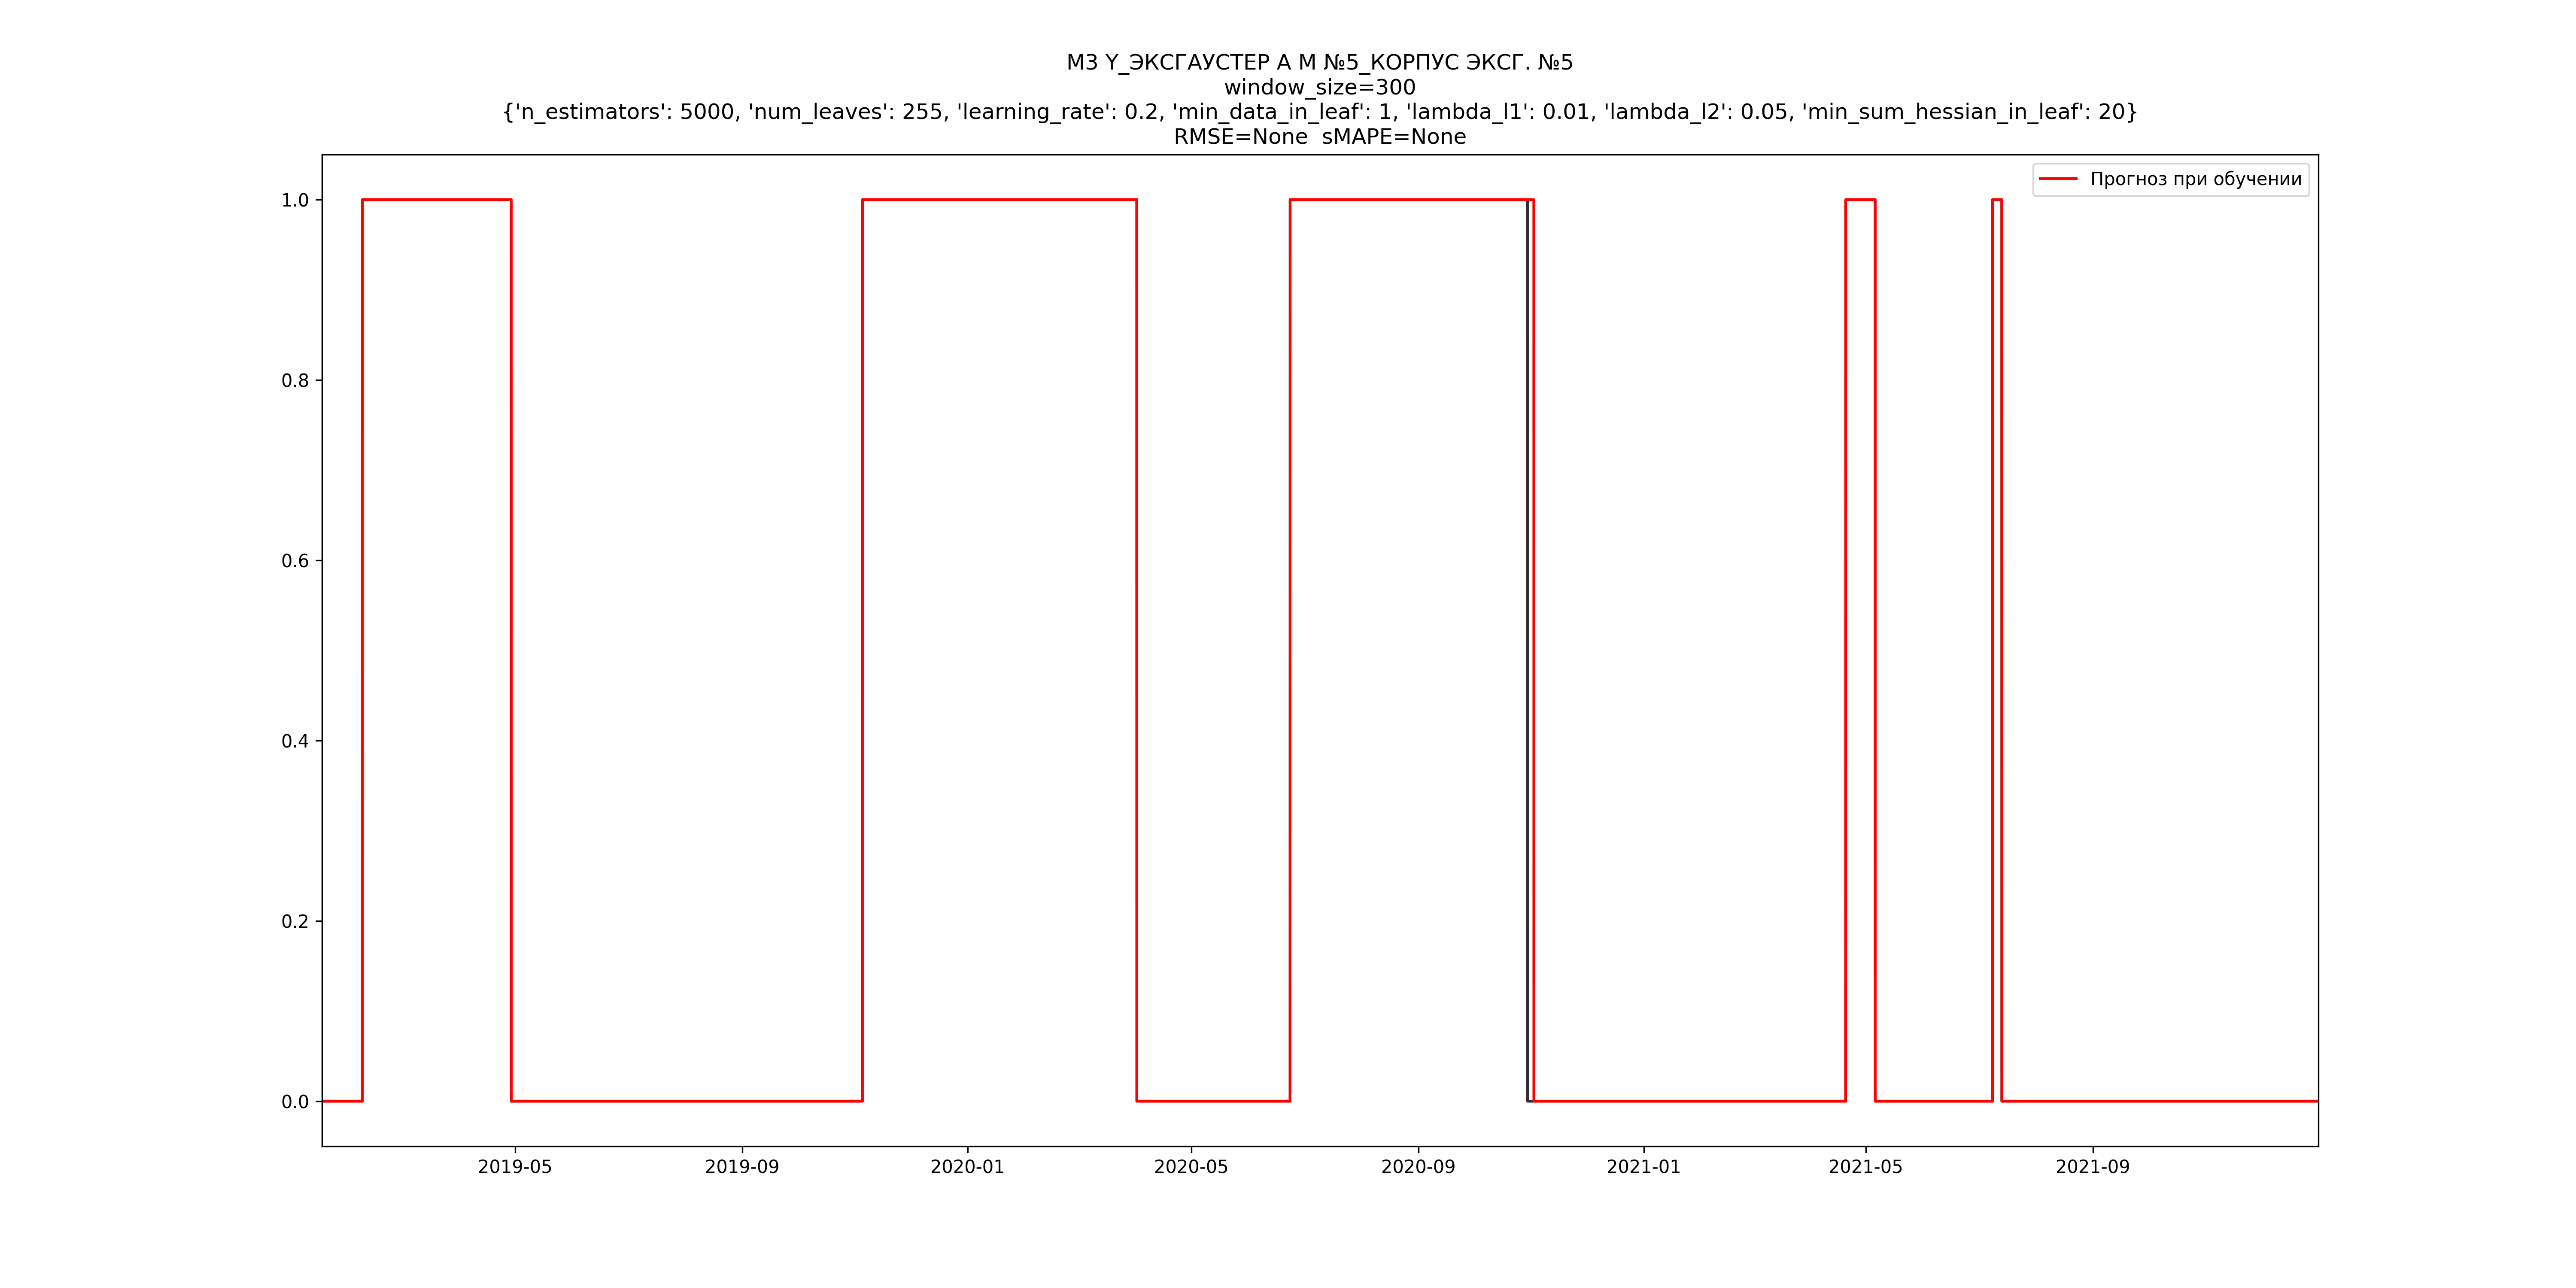 МЗ Y_ЭКСГАУСТЕР А М №5_КОРПУС ЭКСГ. №5
window_size=300
{'n_estimators': 5000, 'num_leaves': 255, 'learning_rate': 0.2, 'min_data_in_leaf': 1, 'lambda_l1': 0.01, 'lambda_l2': 0.05, 'min_sum_hessian_in_leaf': 20}
RMSE=None  sMAPE=None
Прогноз при обучении
1.0
0.8
0.6
0.4
0.2
0.0
2019-05
2019-09
2020-01
2020-05
2020-09
2021-01
2021-05
2021-09